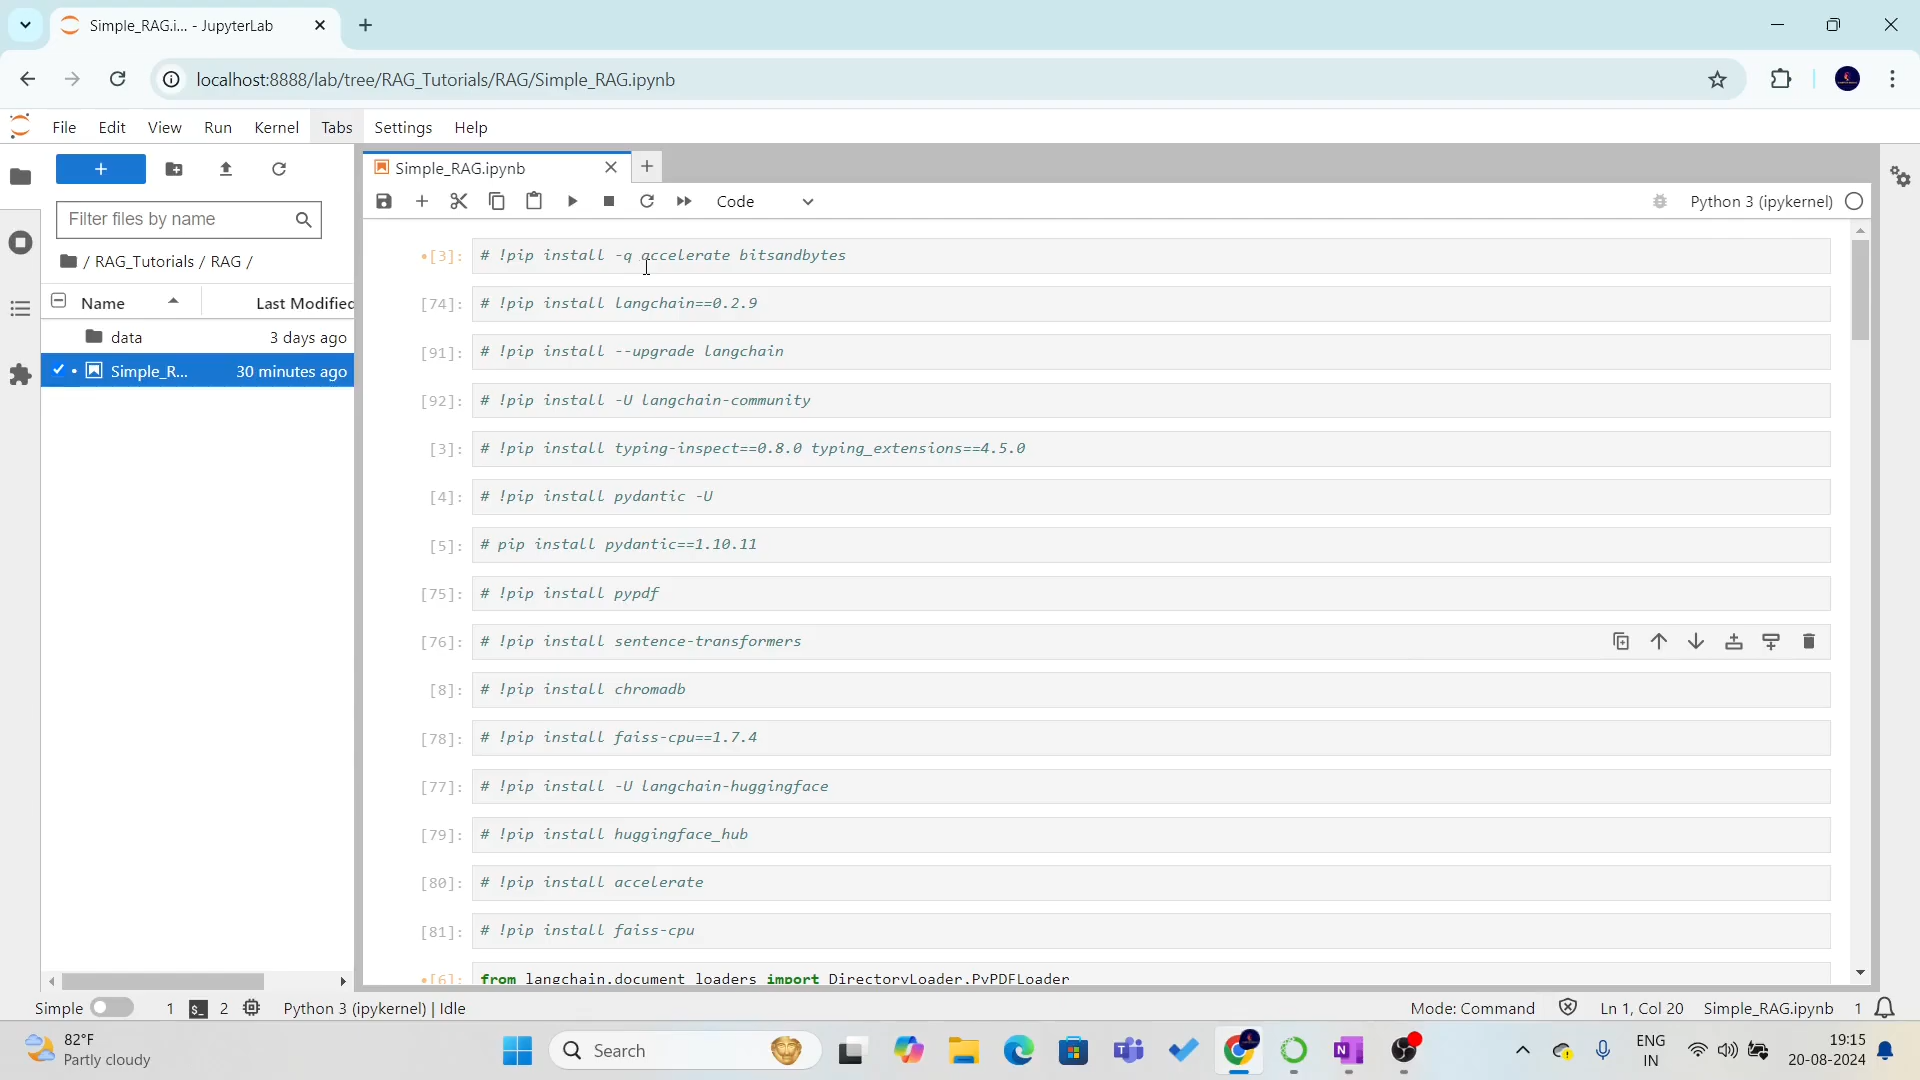 Simple_RAG.i... - JupyterLab
localhost:8888/lab/tree/RAG_Tutorials/RAG/Simple_RAG.ipynb
File Edit View Run Kernel Tabs Settings Help
Filter files by name
/ RAG_Tutorials / RAG /
Name Last Modified
data 3 days ago
Simple_R... 30 minutes ago
Simple_RAG.ipynb
Code
Python 3 (ipykernel)
[3]: # !pip install -q accelerate bitsandbytes
[74]: # !pip install langchain==0.2.9
[91]: # !pip install --upgrade langchain
[92]: # !pip install -U langchain-community
[3]: # !pip install typing-inspect==0.8.0 typing_extensions==4.5.0
[4]: # !pip install pydantic -U
[5]: # pip install pydantic==1.10.11
[75]: # !pip install pypdf
[76]: # !pip install sentence-transformers
[8]: # !pip install chromadb
[78]: # !pip install faiss-cpu==1.7.4
[77]: # !pip install -U langchain-huggingface
[79]: # !pip install huggingface_hub
[80]: # !pip install accelerate
[81]: # !pip install faiss-cpu
[6]: from langchain.document_loaders import DirectoryLoader,PyPDFLoader
Simple 1 $_ 2 Python 3 (ipykernel) | Idle
Mode: Command Ln 1, Col 20 Simple_RAG.ipynb 1
82°F
Partly cloudy
Search
ENG
IN
19:15
20-08-2024